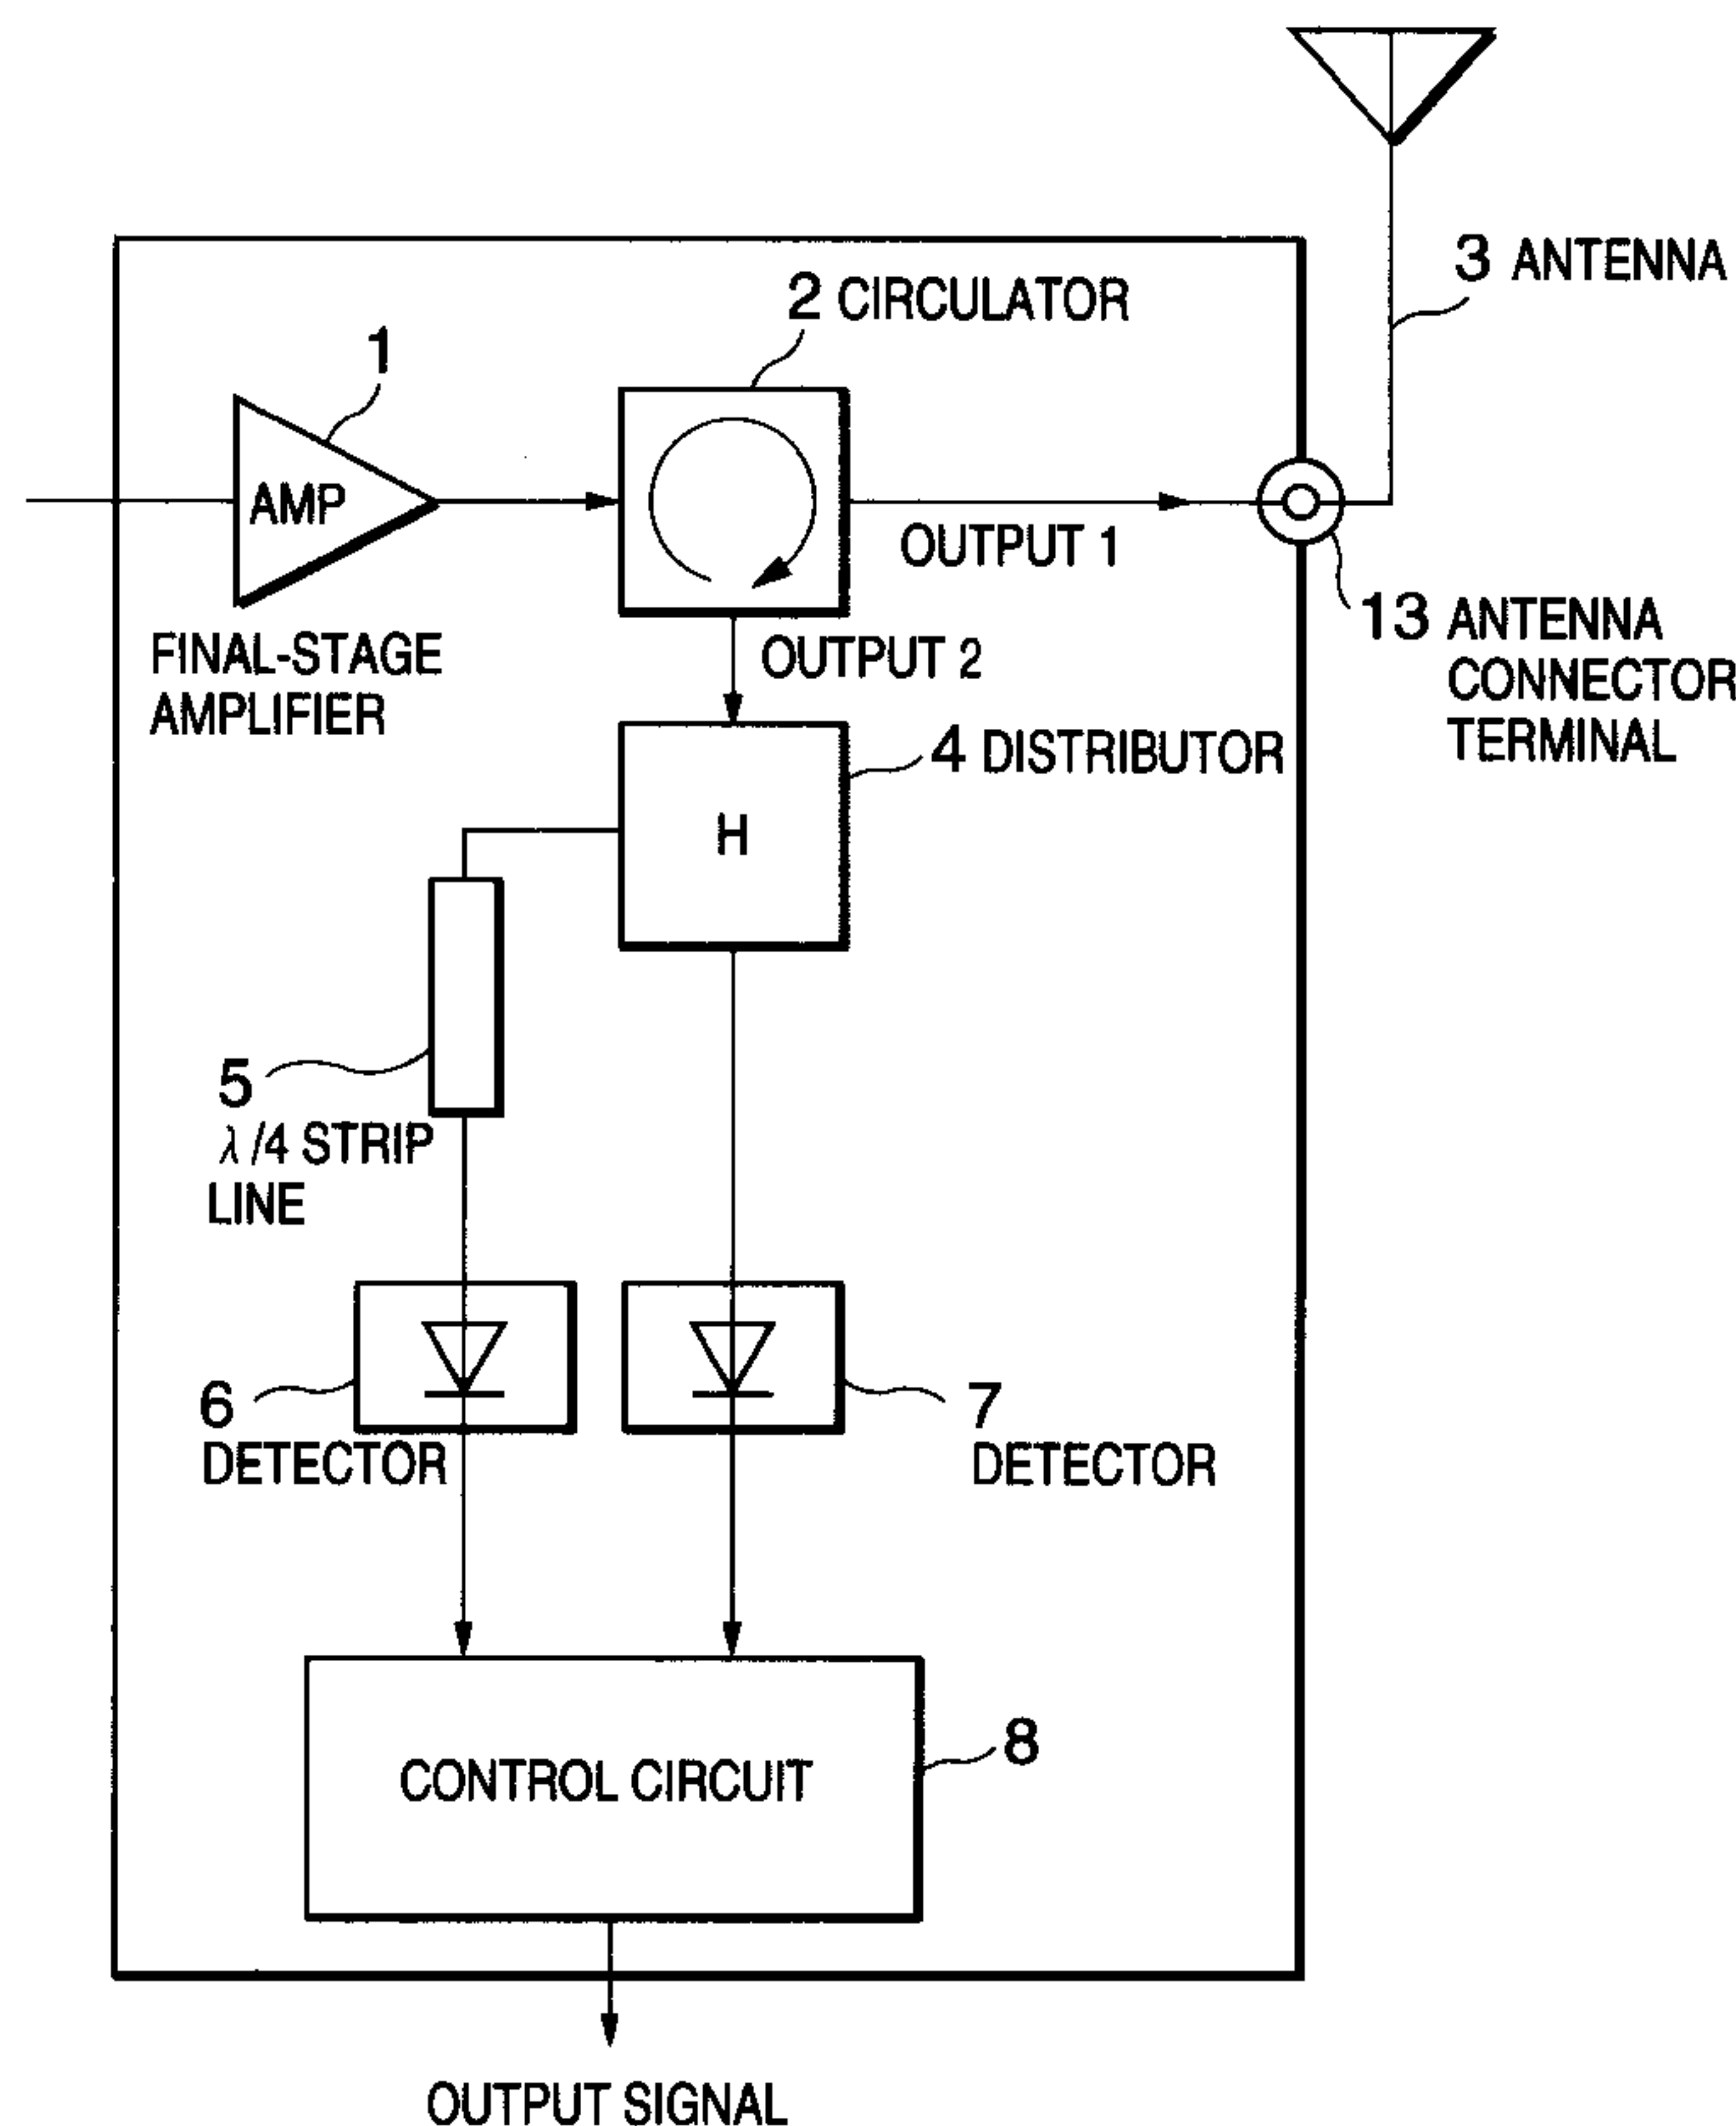 3 ANTENNA
2 CIRCULATOR
1
AMP
OUTPUT 1
13 ANTENNA
CONNECTOR
TERMINAL
FINAL-STAGE
AMPLIFIER
OUTPUT 2
4 DISTRIBUTOR
H
5
λ/4 STRIP
LINE
6
DETECTOR
7
DETECTOR
8
CONTROL CIRCUIT
OUTPUT SIGNAL